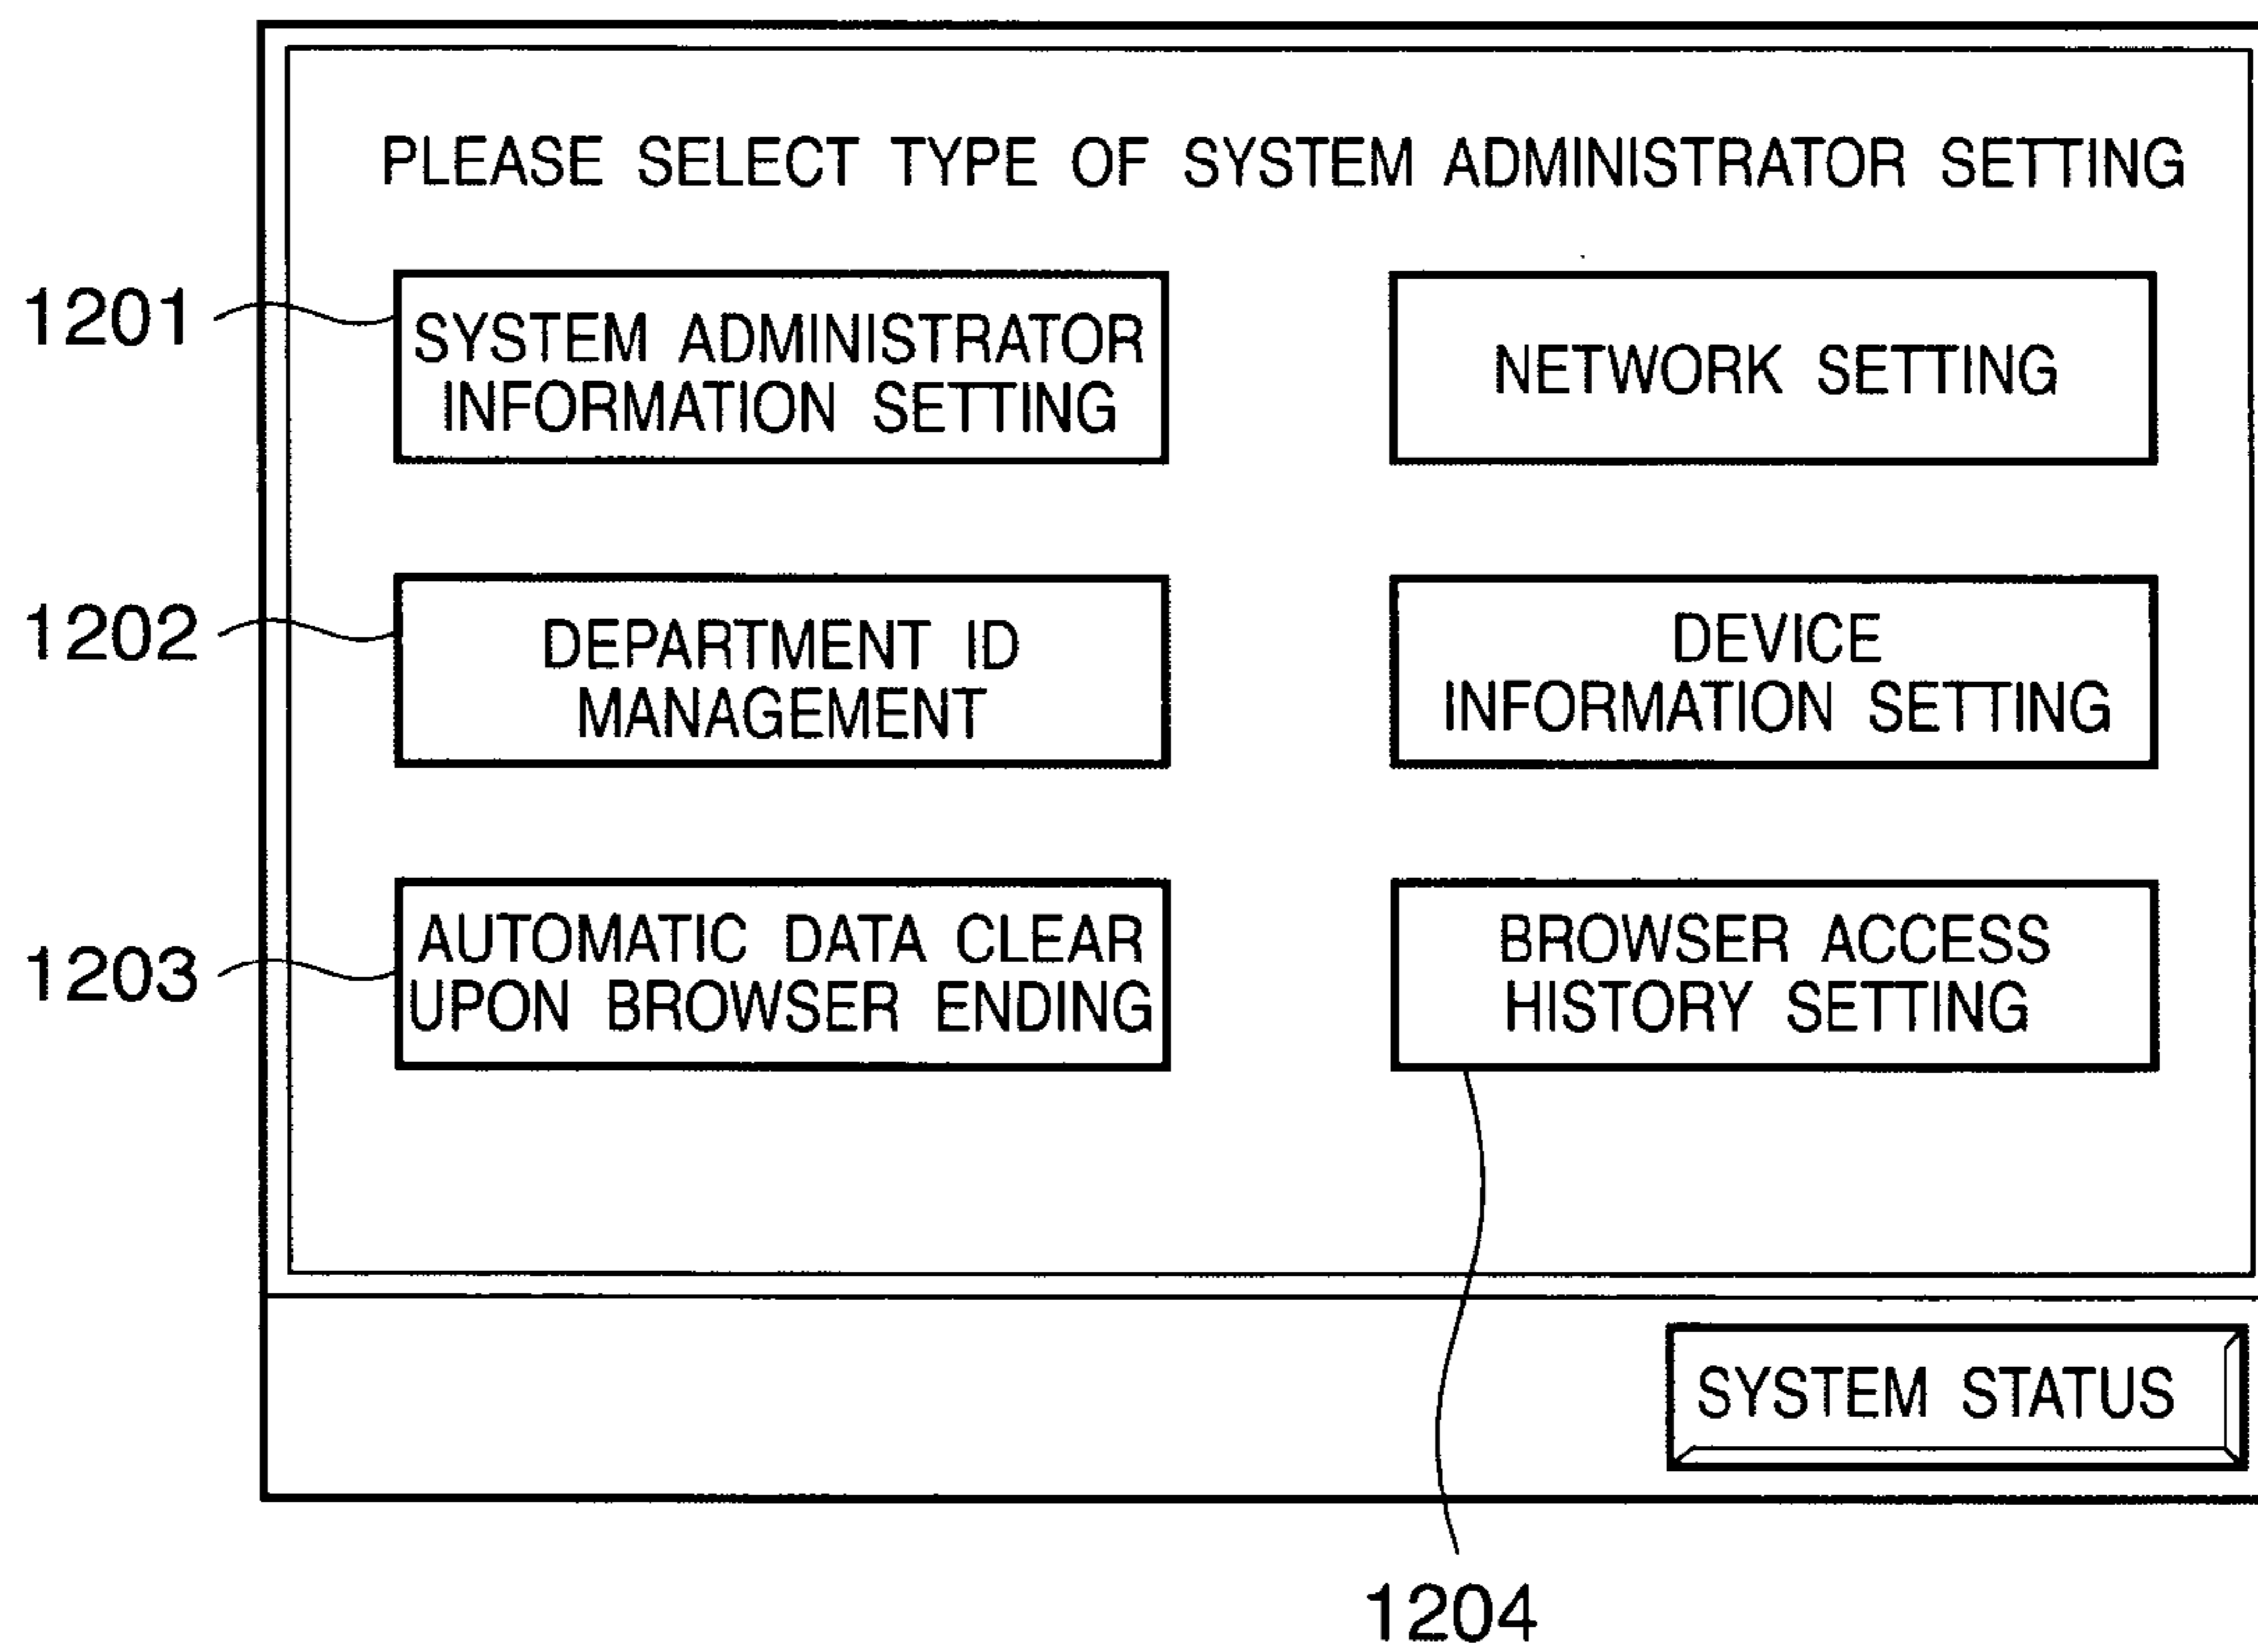 PLEASE SELECT TYPE OF SYSTEM ADMINISTRATOR SETTING
1201
SYSTEM ADMINISTRATOR
INFORMATION SETTING
NETWORK SETTING
1202
DEPARTMENT ID
MANAGEMENT
DEVICE
INFORMATION SETTING
1203
AUTOMATIC DATA CLEAR
UPON BROWSER ENDING
BROWSER ACCESS
HISTORY SETTING
SYSTEM STATUS
1204